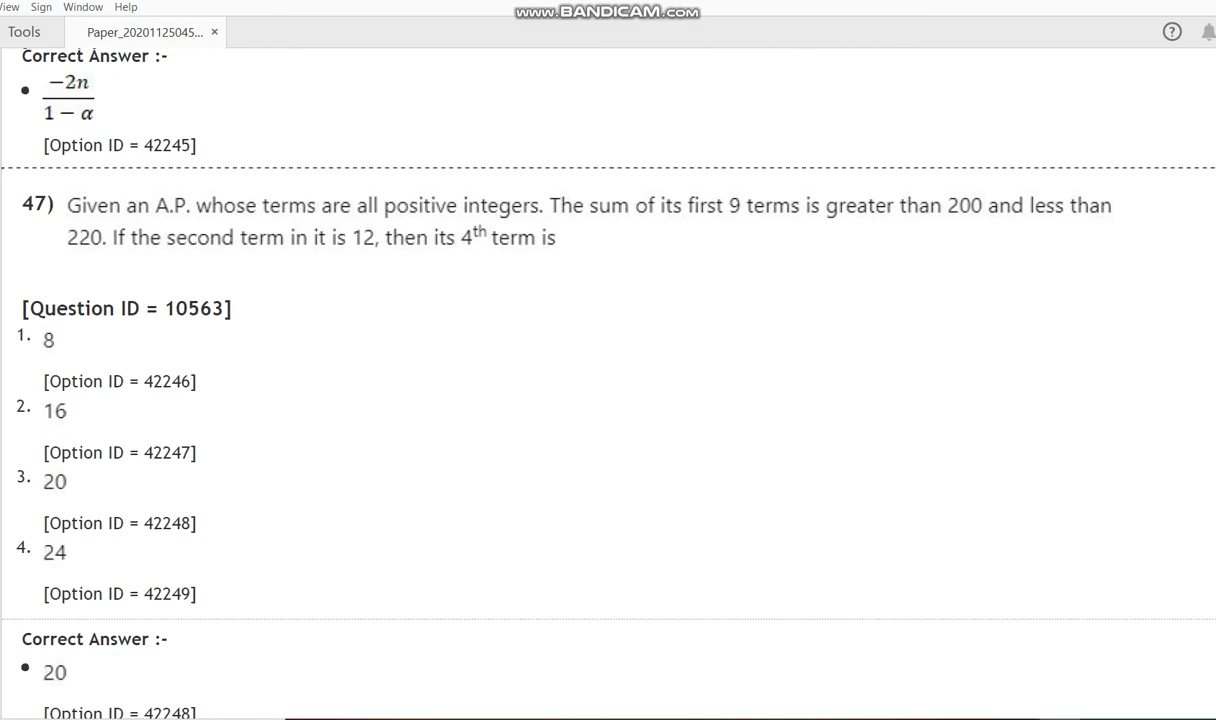 View Sign Window Help
www.BANDICAM.com
Tools Paper_20201125045... × ?
Correct Answer :-
• −2n
1 − α
[Option ID = 42245]
47) Given an A.P. whose terms are all positive integers. The sum of its first 9 terms is greater than 200 and less than
220. If the second term in it is 12, then its 4th term is
[Question ID = 10563]
1. 8
[Option ID = 42246]
2. 16
[Option ID = 42247]
3. 20
[Option ID = 42248]
4. 24
[Option ID = 42249]
Correct Answer :-
• 20
[Option ID = 42248]